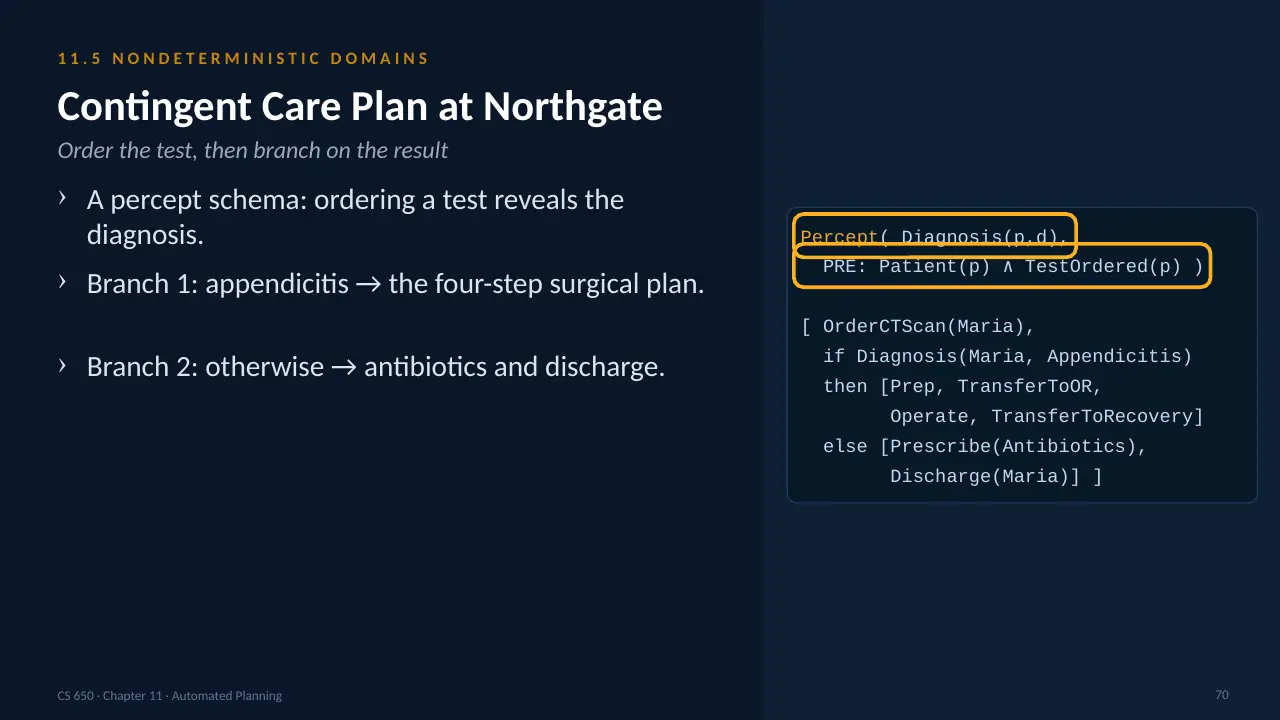 11.5 NONDETERMINISTIC DOMAINS
Contingent Care Plan at Northgate
Order the test, then branch on the result
› A percept schema: ordering a test reveals the
diagnosis.
› Branch 1: appendicitis → the four-step surgical plan.
› Branch 2: otherwise → antibiotics and discharge.
Percept( Diagnosis(p,d),
PRE: Patient(p) ∧ TestOrdered(p) )
[ OrderCTScan(Maria),
if Diagnosis(Maria, Appendicitis)
then [Prep, TransferToOR,
Operate, TransferToRecovery]
else [Prescribe(Antibiotics),
Discharge(Maria)] ]
CS 650 · Chapter 11 · Automated Planning
70